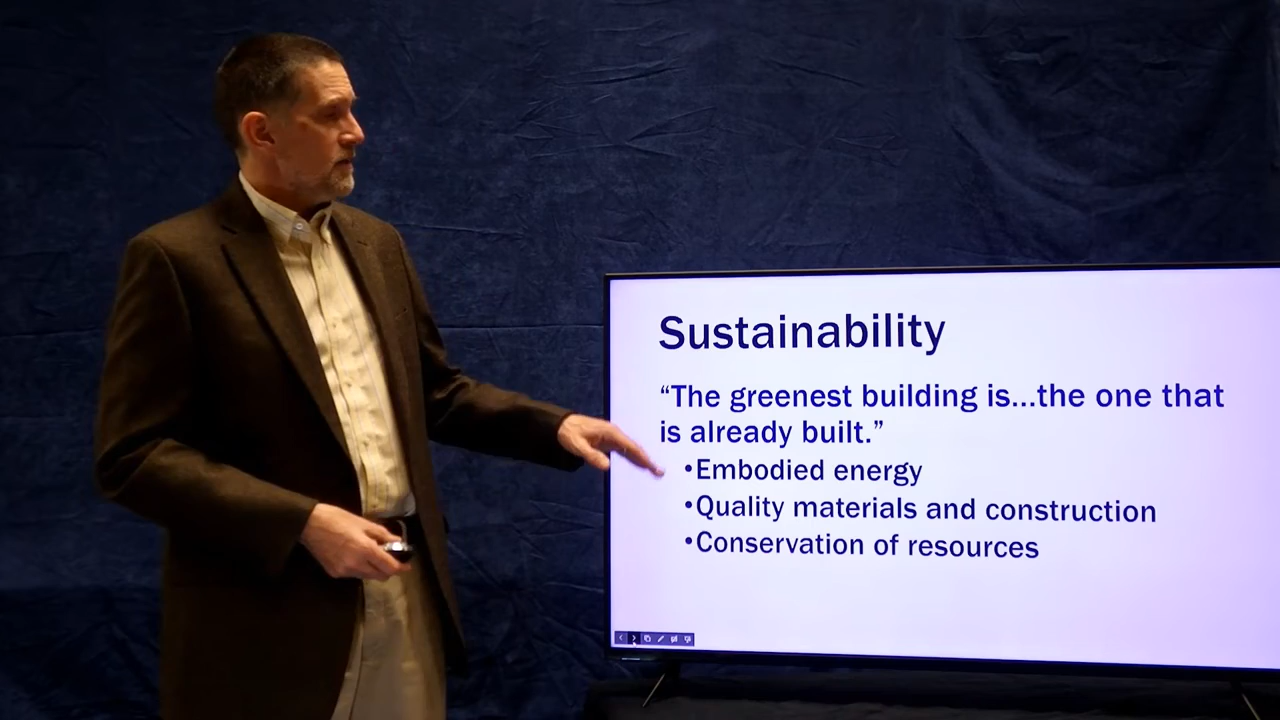 Sustainability
“The greenest building is...the one that
is already built.”
•Embodied energy
•Quality materials and construction
•Conservation of resources